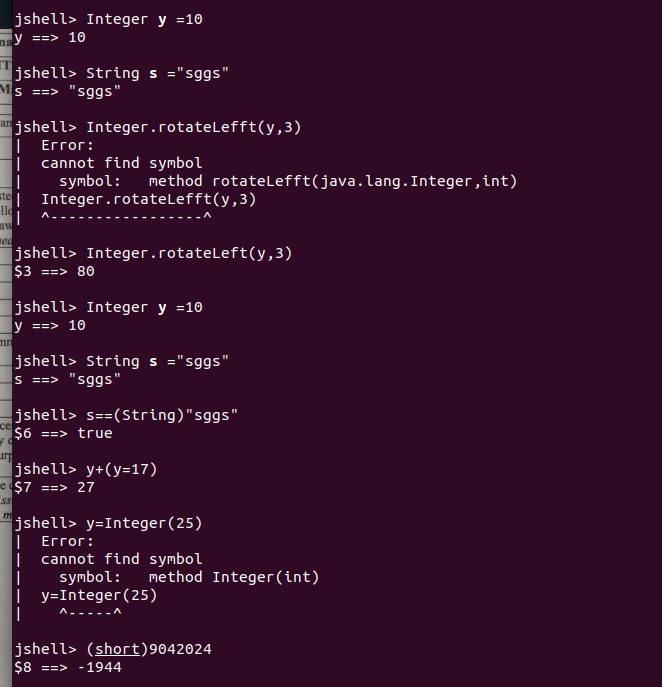 jshell> Integer y =10
y ==> 10
jshell> String s ="sggs"
s ==> "sggs"
jshell> Integer.rotateLefft(y,3)
|  Error:
|  cannot find symbol
|    symbol:   method rotateLefft(java.lang.Integer,int)
|  Integer.rotateLefft(y,3)
|  ^-----------------^
jshell> Integer.rotateLeft(y,3)
$3 ==> 80
jshell> Integer y =10
y ==> 10
jshell> String s ="sggs"
s ==> "sggs"
jshell> s==(String)"sggs"
$6 ==> true
jshell> y+(y=17)
$7 ==> 27
jshell> y=Integer(25)
|  Error:
|  cannot find symbol
|    symbol:   method Integer(int)
|  y=Integer(25)
|    ^-----^
jshell> (short)9042024
$8 ==> -1944